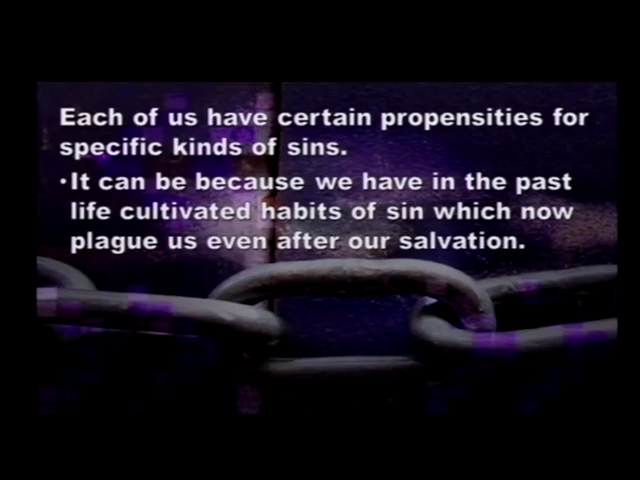 Each of us have certain propensities for
specific kinds of sins.
•It can be because we have in the past
life cultivated habits of sin which now
plague us even after our salvation.